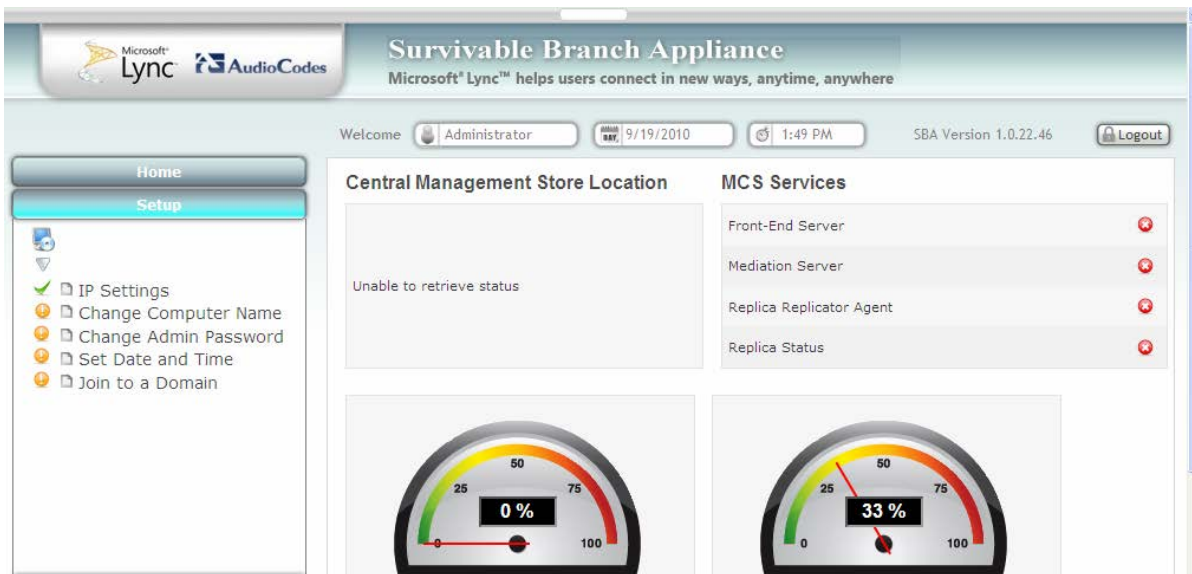 Microsoft®
Lync
AudioCodes
Survivable Branch Appliance
Microsoft® Lync™ helps users connect in new ways, anytime, anywhere
Welcome
Administrator
DAY,
9/19/2010
1:49 PM
SBA Version 1.0.22.46
Logout
Home
Setup
IP Settings
Change Computer Name
Change Admin Password
Set Date and Time
Join to a Domain
Central Management Store Location
Unable to retrieve status
MCS Services
Front-End Server
Mediation Server
Replica Replicator Agent
Replica Status
0
25
50
75
100
0 %
0
25
50
75
100
33 %